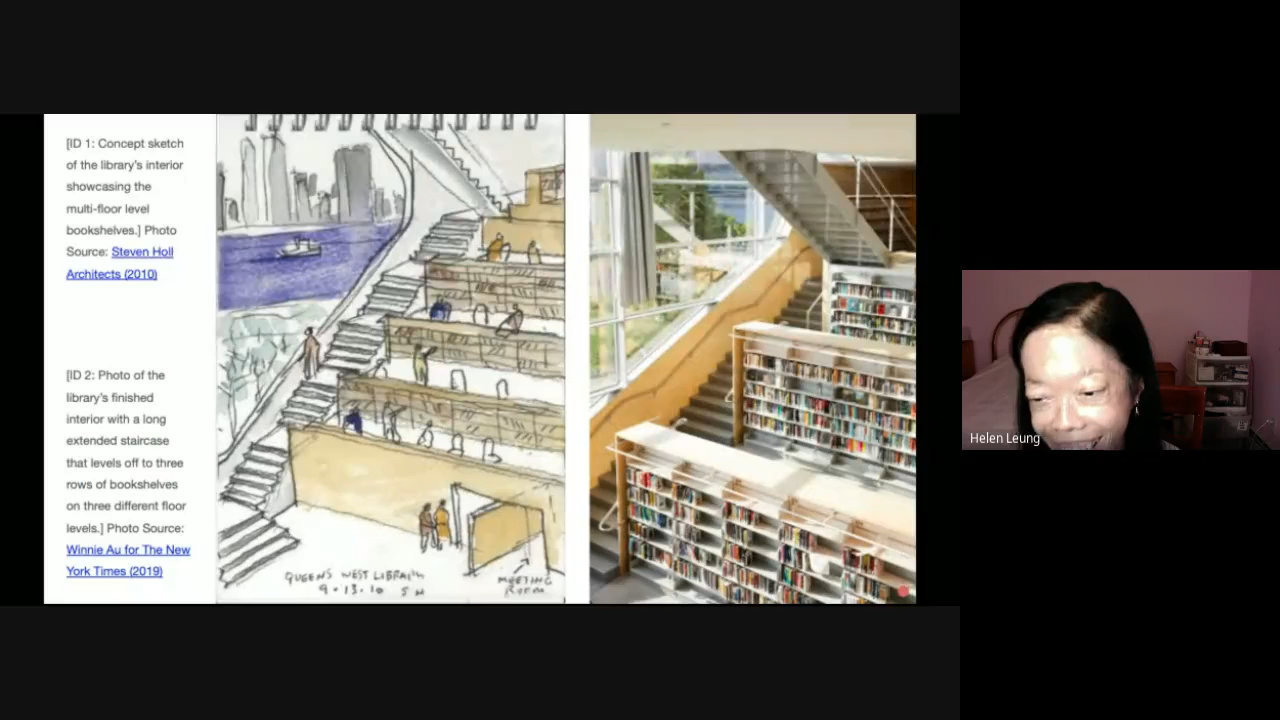 [ID 1: Concept sketch
of the library's interior
showcasing the
multi-floor level
bookshelves.] Photo
Source: Steven Holl
Architects (2010)
[ID 2: Photo of the
library's finished
interior with a long
extended staircase
that levels off to three
rows of bookshelves
on three different floor
levels.] Photo Source:
Winnie Au for The New
York Times (2019)
QUEENS WEST LIBRARY
9.13.10 SH
MEETING
ROOM
Helen Leung